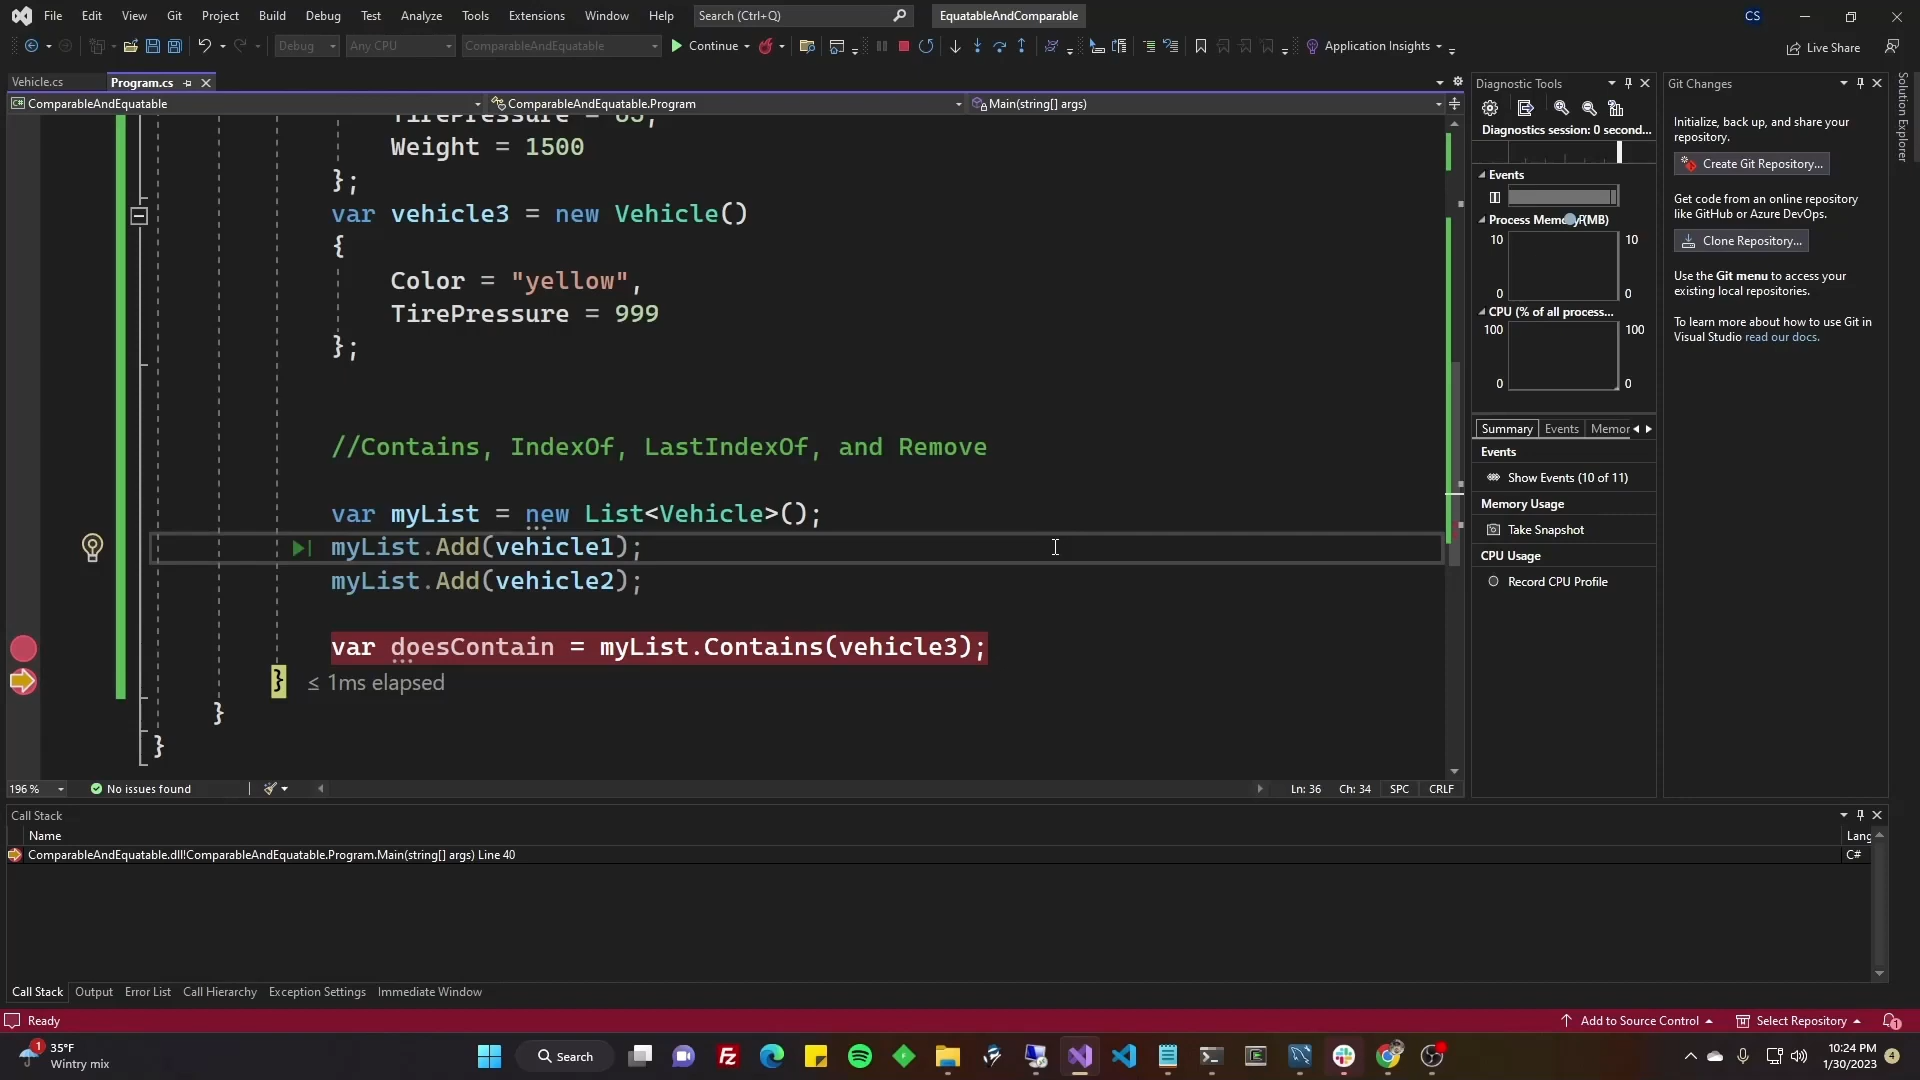 File Edit View Git Project Build Debug Test Analyze Tools Extensions Window Help Search (Ctrl+Q) EquatableAndComparable CS
Debug Any CPU ComparableAndEquatable Continue Application Insights Live Share
Vehicle.cs Program.cs
C# ComparableAndEquatable ComparableAndEquatable.Program Main(string[] args)
Weight = 1500
};
var vehicle3 = new Vehicle()
{
Color = "yellow",
TirePressure = 999
};
//Contains, IndexOf, LastIndexOf, and Remove
var myList = new List<Vehicle>();
myList.Add(vehicle1);
myList.Add(vehicle2);
var doesContain = myList.Contains(vehicle3);
} ≤ 1ms elapsed
}
}
196 % No issues found Ln: 36 Ch: 34 SPC CRLF
Diagnostic Tools
Diagnostics session: 0 second...
Events
Process Memory (MB)
10 10
0 0
CPU (% of all process...
100 100
0 0
Summary Events Memor
Events
Show Events (10 of 11)
Memory Usage
Take Snapshot
CPU Usage
Record CPU Profile
Git Changes
Initialize, back up, and share your
repository.
Create Git Repository...
Get code from an online repository
like GitHub or Azure DevOps.
Clone Repository...
Use the Git menu to access your
existing local repositories.
To learn more about how to use Git in
Visual Studio read our docs.
Solution Explorer
Call Stack
Name Lang
ComparableAndEquatable.dll!ComparableAndEquatable.Program.Main(string[] args) Line 40 C#
Call Stack Output Error List Call Hierarchy Exception Settings Immediate Window
Ready Add to Source Control Select Repository 1
1 35°F
Wintry mix
Search
10:24 PM
1/30/2023 4